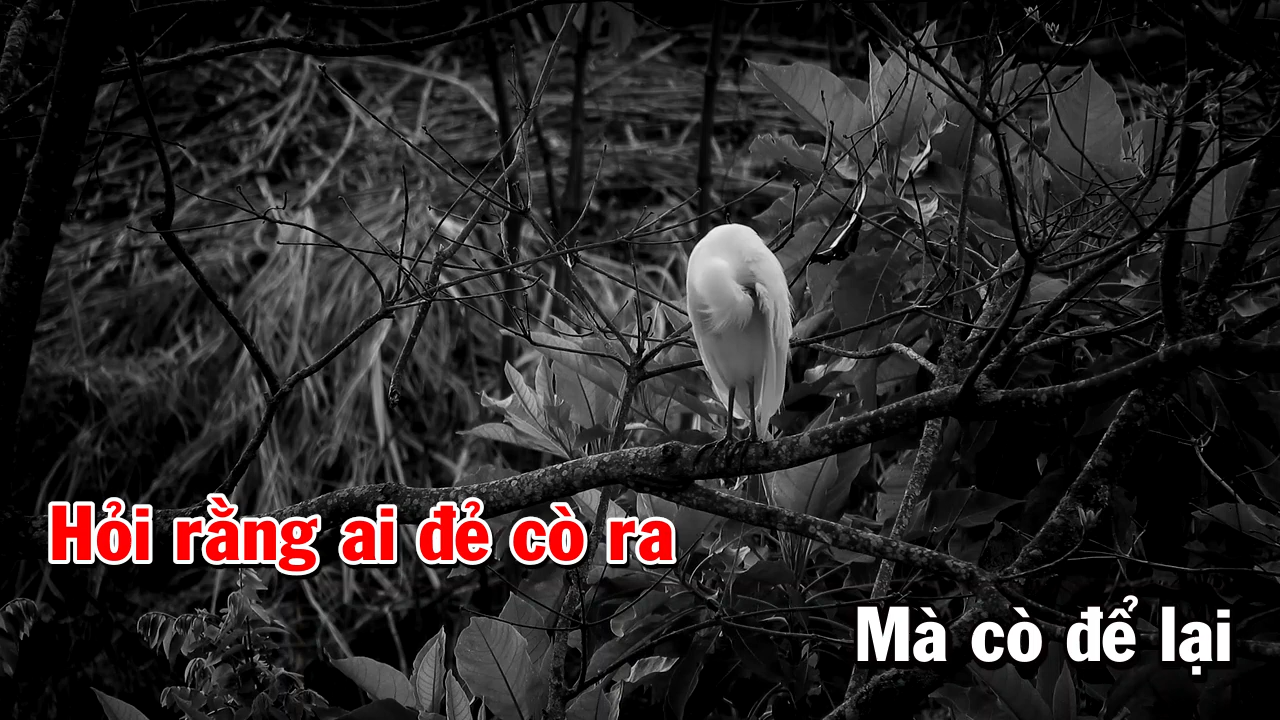 Hỏi rằng ai đẻ cò ra
Mà cò để lại